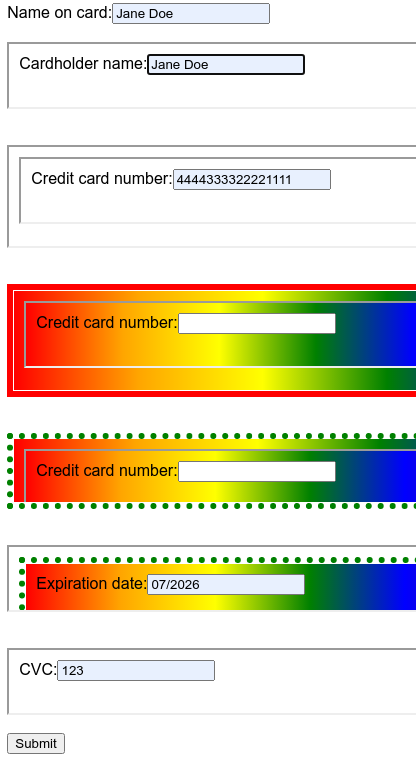 Name on card: Jane Doe
Cardholder name: Jane Doe
Credit card number: 4444333322221111
Credit card number:
Credit card number:
Expiration date: 07/2026
CVC: 123
Submit